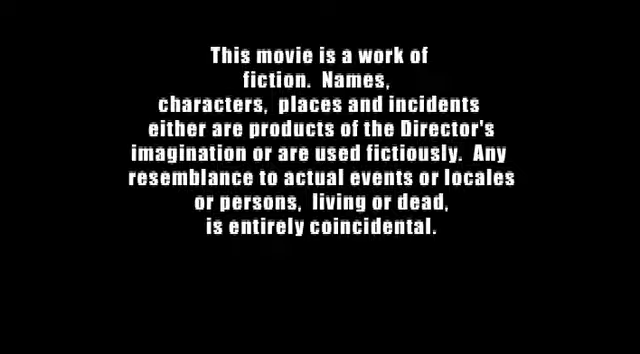 This movie is a work of
fiction.  Names,
characters,  places and incidents
either are products of the Director's
imagination or are used fictiously.  Any
resemblance to actual events or locales
or persons,  living or dead,
is entirely coincidental.